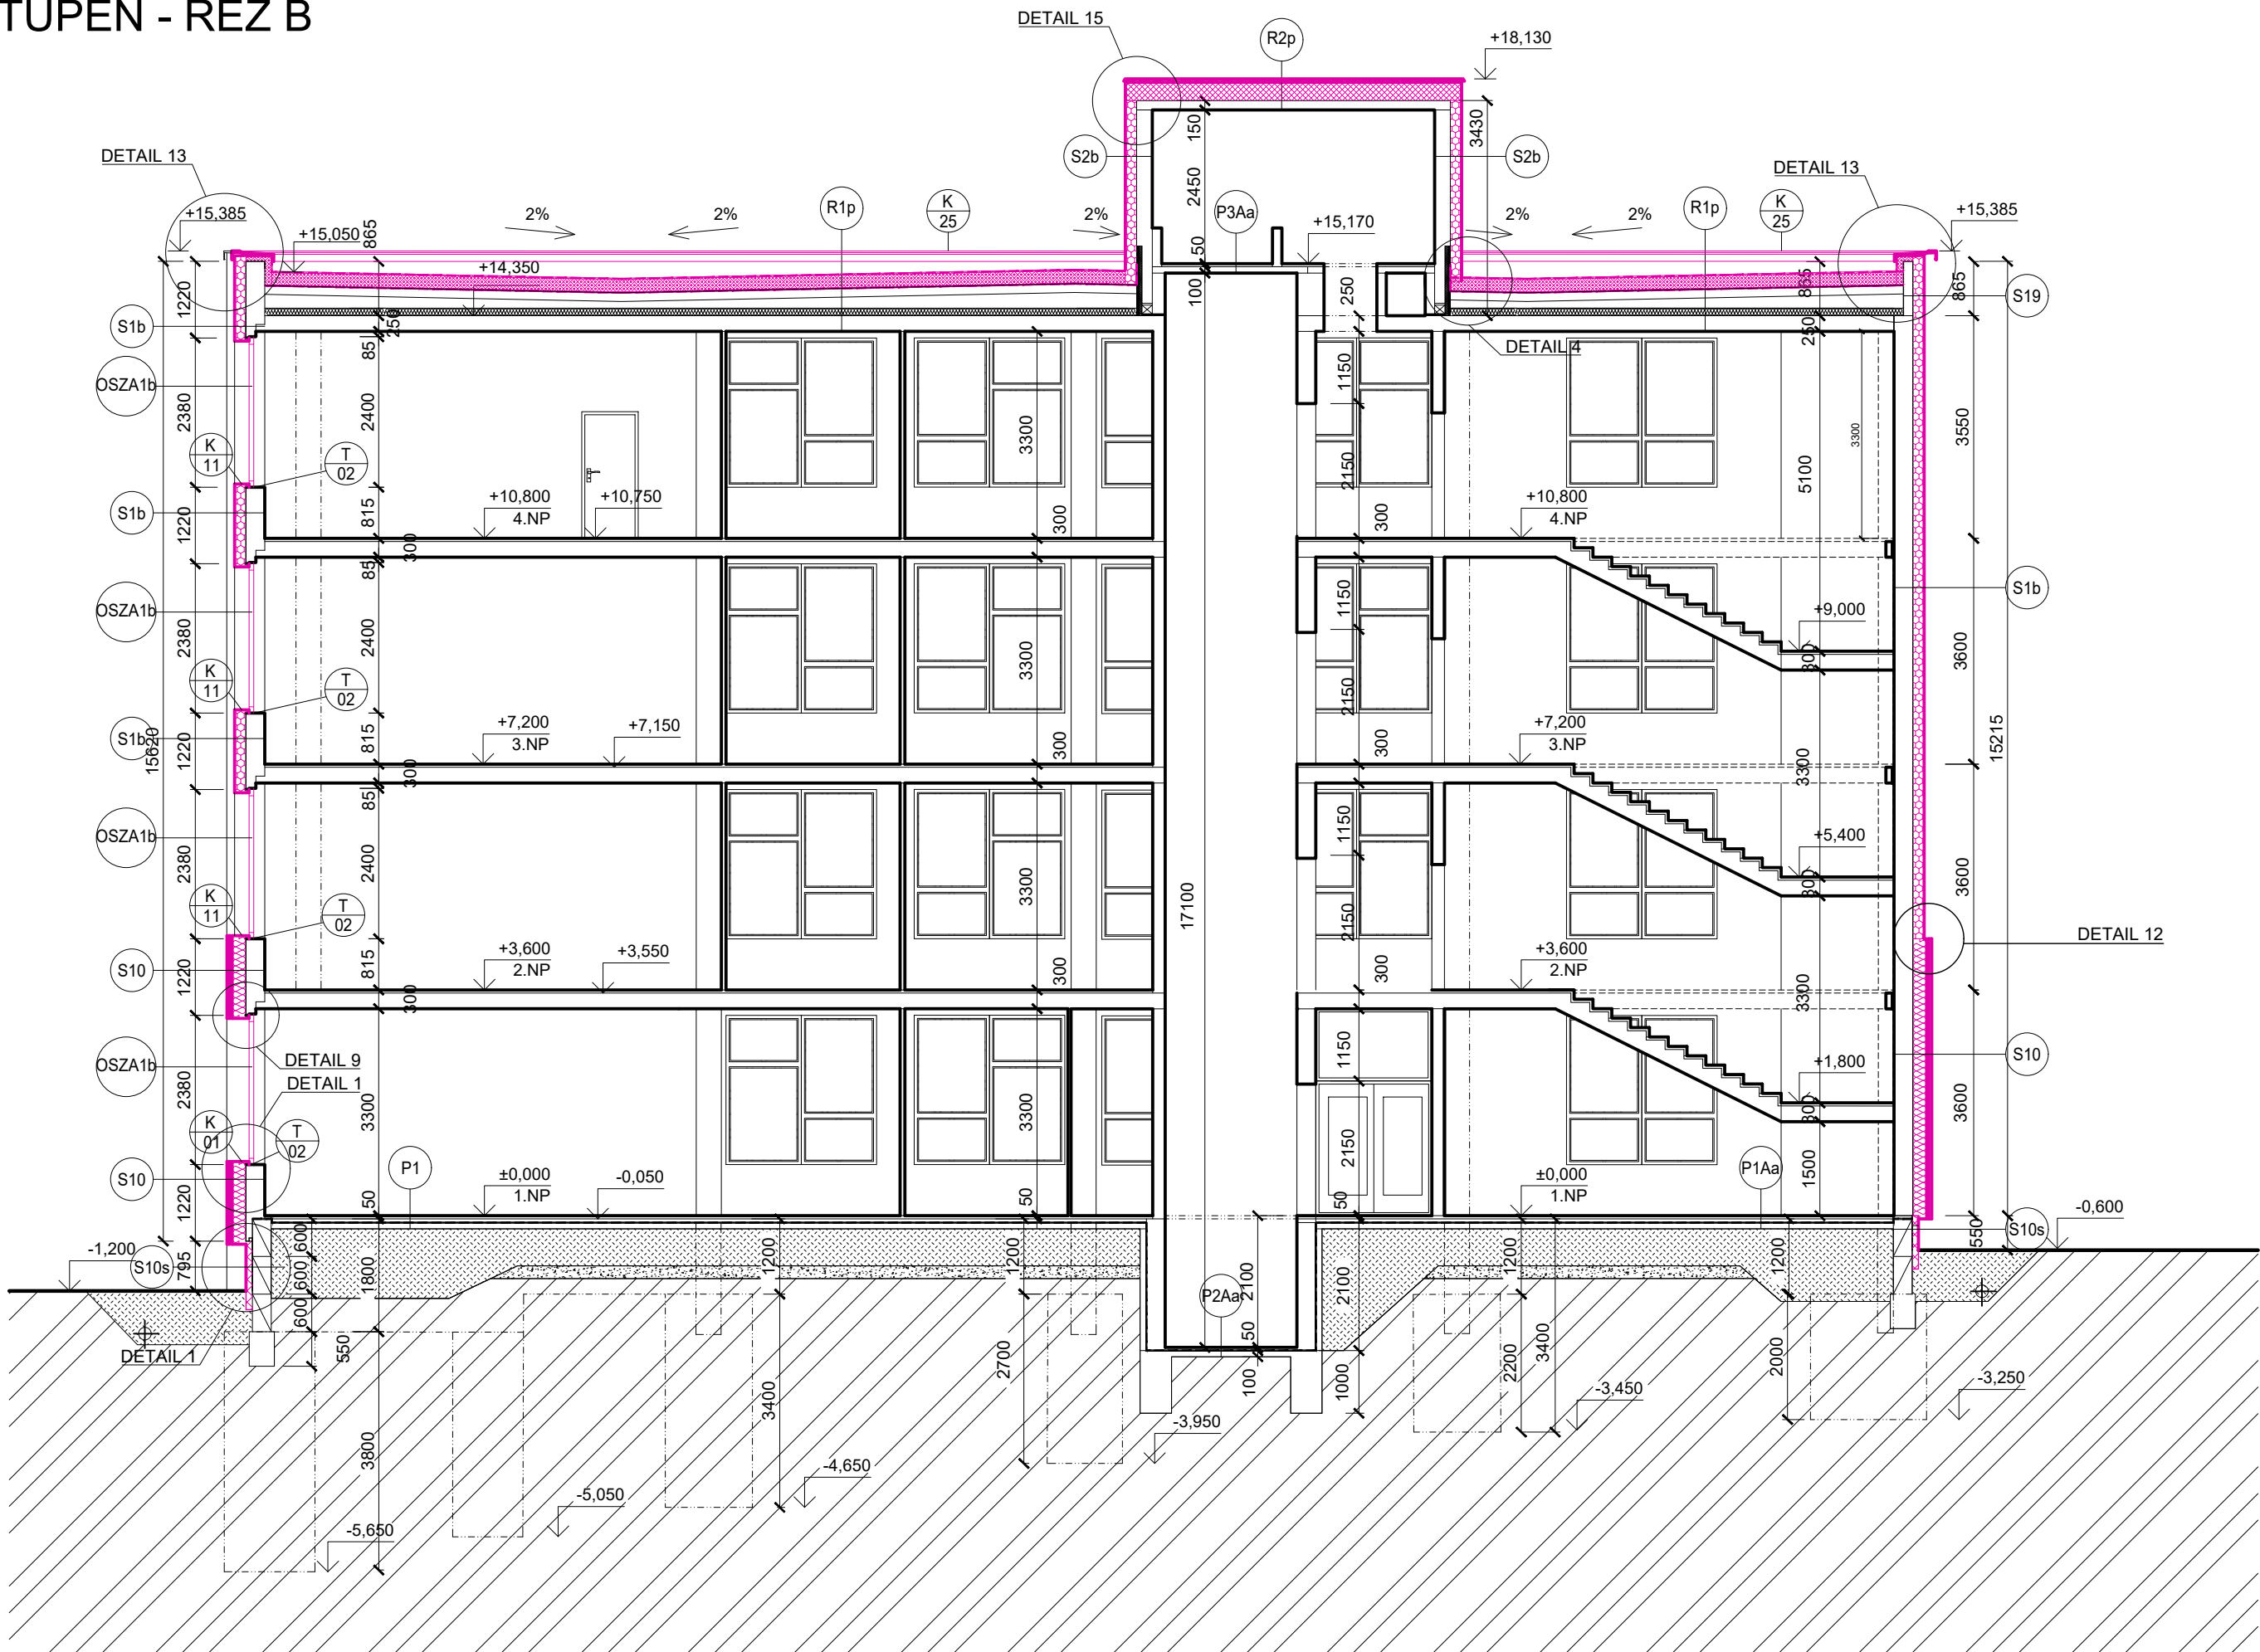 TUPEN - REZ B
DETAIL 15
R2p
+18,130
3430
150
S2b
S2b
DETAIL 13
DETAIL 13
2450
+15,385
2%
2%
R1p
K
25
2%
P3Aa
+15,170
2%
2%
R1p
K
25
+15,385
+15,050
865
50
+14,350
100
250
865
865
S19
1220
S1b
250
85
DETAIL 4
250
OSZA1b
2380
2400
3300
1150
3300
3550
K
11
T
02
2150
5100
S1b
1220
815
+10,800
4.NP
+10,750
300
300
+10,800
4.NP
300
85
S1b
OSZA1b
2380
2400
3300
1150
+9,000
300
3600
K
11
T
02
2150
S1b
15620
1220
815
+7,200
3.NP
+7,150
300
300
+7,200
3.NP
3300
15215
300
85
OSZA1b
2380
2400
3300
17100
1150
+5,400
300
3600
K
11
T
02
2150
DETAIL 12
S10
1220
815
+3,600
2.NP
+3,550
300
300
+3,600
2.NP
3300
300
DETAIL 9
OSZA1b
2380
DETAIL 1
3300
3300
1150
+1,800
300
3600
S10
K
01
T
02
P1
2150
P1Aa
S10
1220
50
±0,000
1.NP
-0,050
50
50
±0,000
1.NP
1500
-0,600
550
S10s
-1,200
S10s
795
600
600
600
1800
1200
1200
P2Aa
2100
2100
1200
1200
DETAIL 1
550
50
100
2700
1000
2200
3400
2000
3400
-3,450
-3,250
-3,950
3800
-4,650
-5,050
-5,650